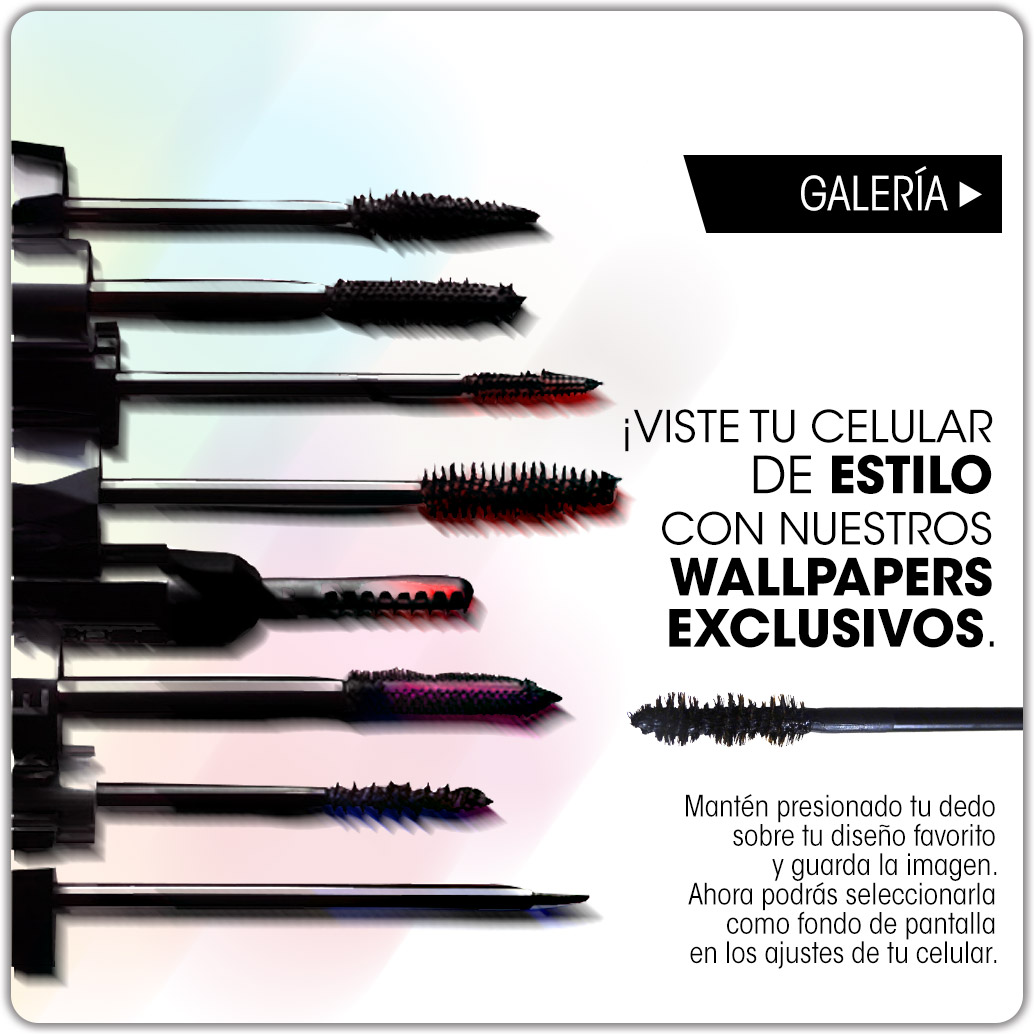 GALERÍA
¡VISTE TU CELULAR
DE ESTILO
CON NUESTROS
WALLPAPERS
EXCLUSIVOS.
Mantén presionado tu dedo
sobre tu diseño favorito
y guarda la imagen.
Ahora podrás seleccionarla
como fondo de pantalla
en los ajustes de tu celular.